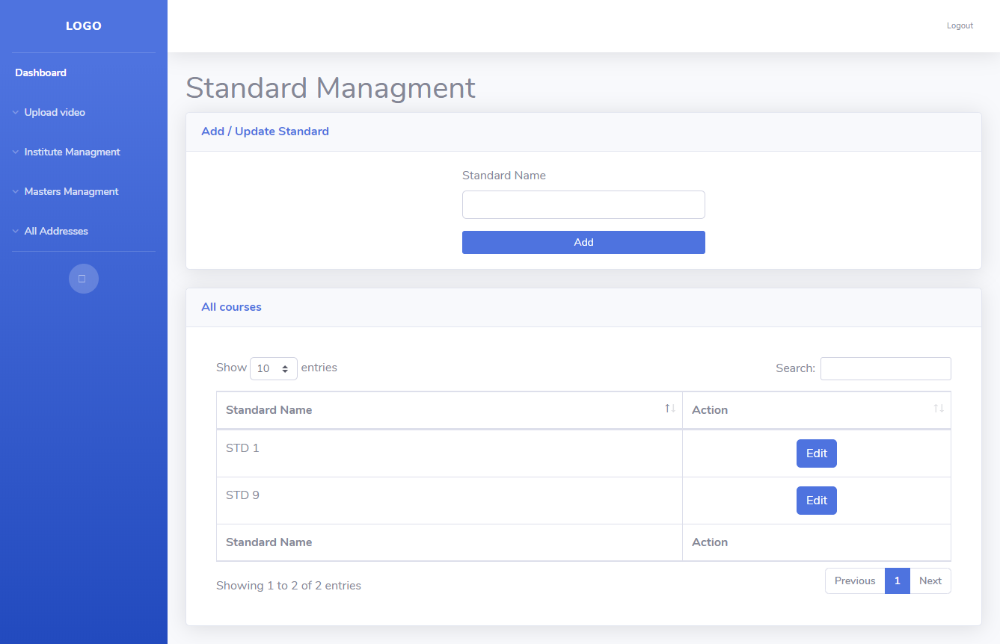 LOGO
Logout
Dashboard
Upload video
Institute Managment
Masters Managment
All Addresses
Standard Managment
Add / Update Standard
Standard Name
Add
All courses
Show 10 entries
Search:
Standard Name Action
STD 1 Edit
STD 9 Edit
Standard Name Action
Showing 1 to 2 of 2 entries
Previous 1 Next